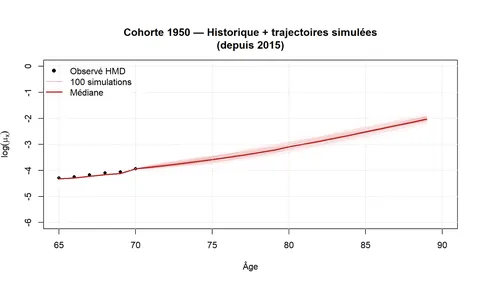 Cohorte 1950 — Historique + trajectoires simulées
(depuis 2015)
Observé HMD
100 simulations
Médiane
log(μₓ)
0
-1
-2
-3
-4
-5
-6
65 70 75 80 85 90
Âge